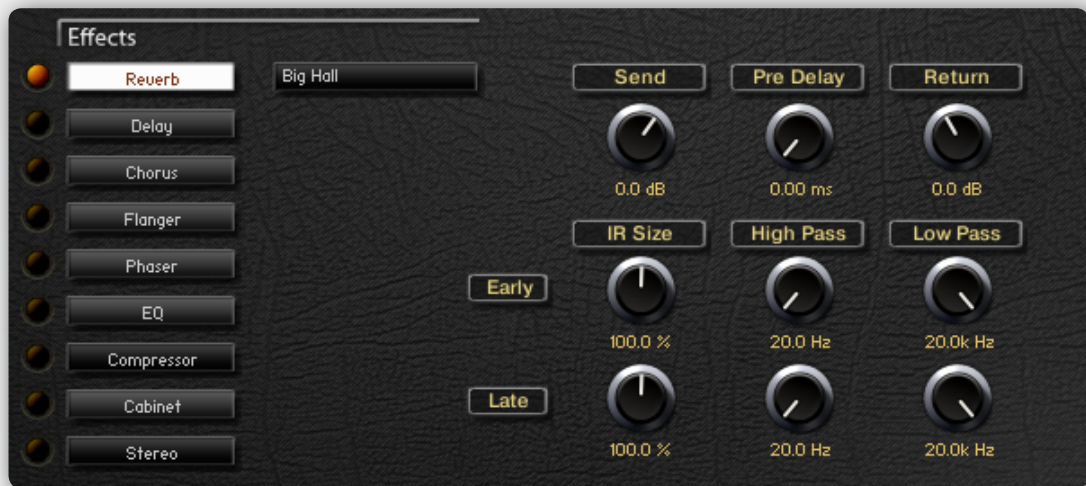 Effects
Reverb
Delay
Chorus
Flanger
Phaser
EQ
Compressor
Cabinet
Stereo
Big Hall
Send Pre Delay Return
0.0 dB 0.00 ms 0.0 dB
IR Size High Pass Low Pass
Early
100.0 % 20.0 Hz 20.0k Hz
Late
100.0 % 20.0 Hz 20.0k Hz